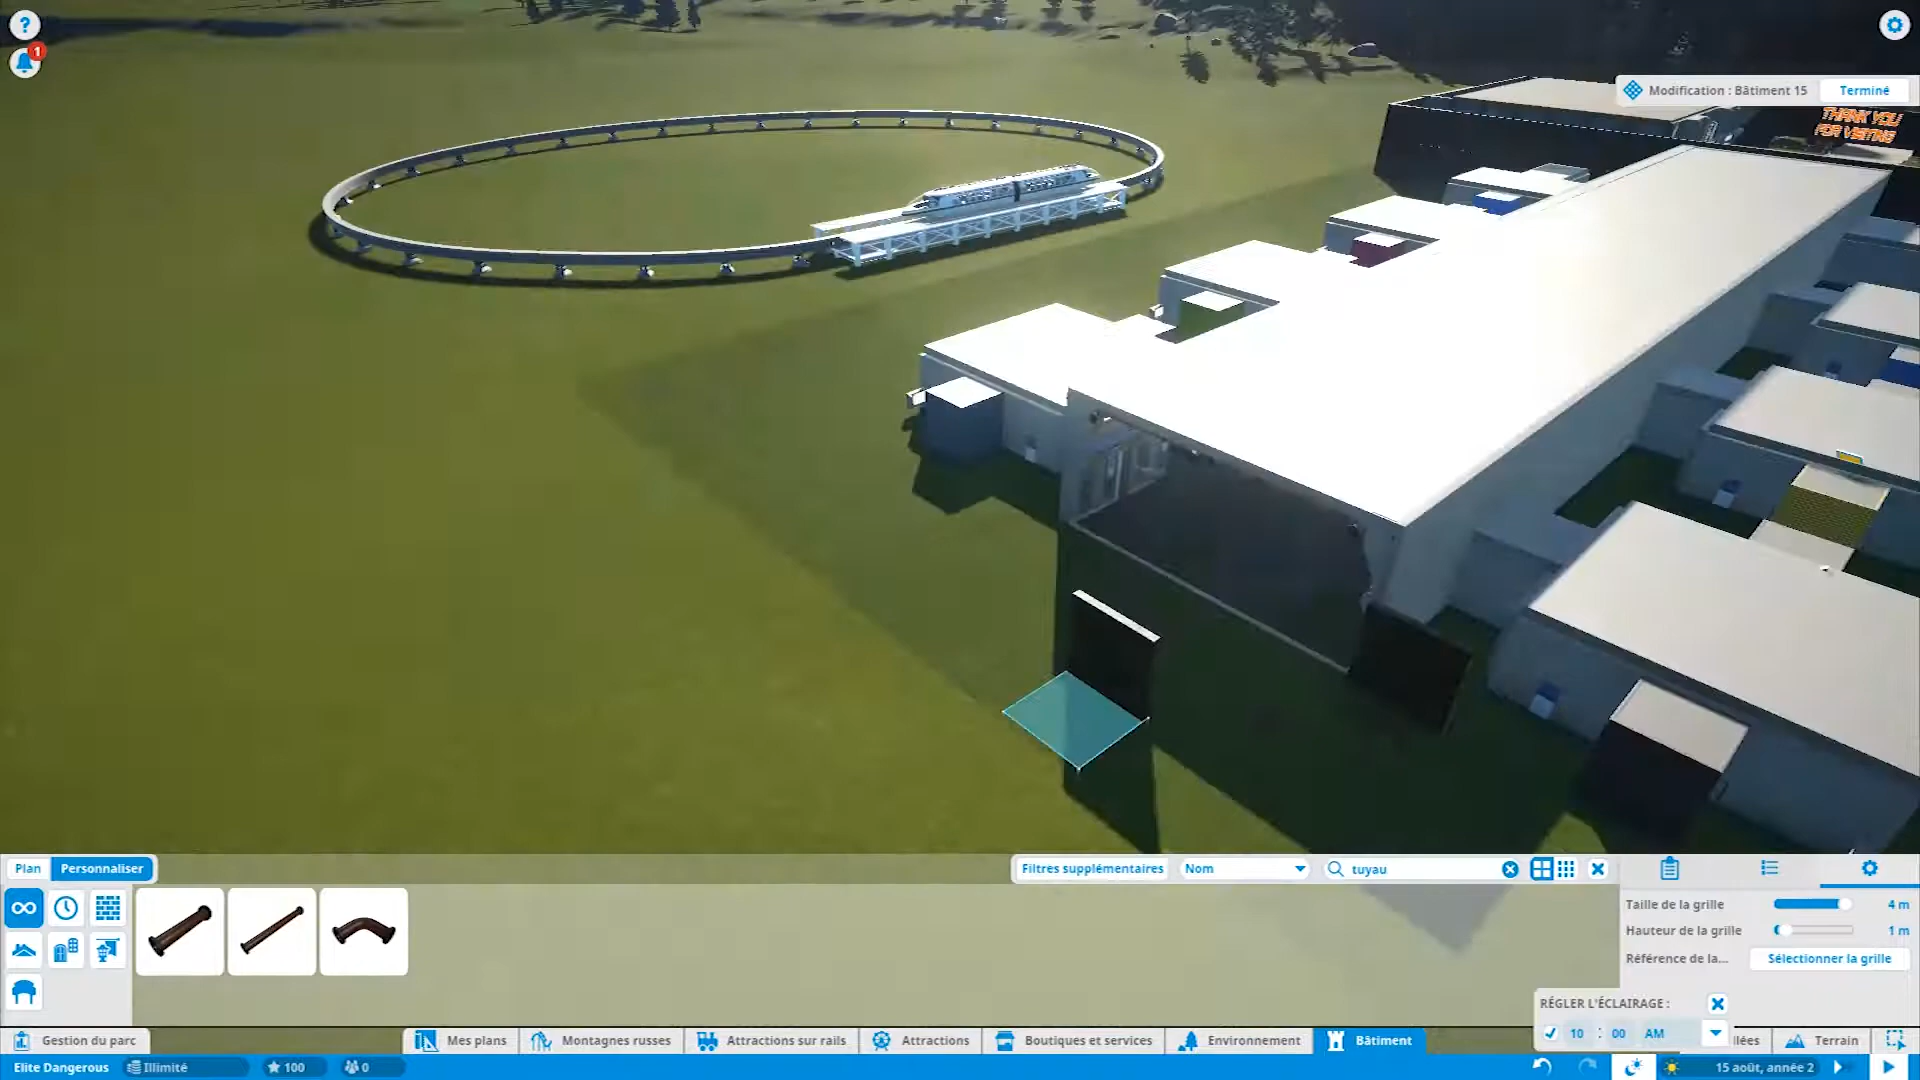 ?
1
Modification : Bâtiment 15
Terminé
THANK YOU
FOR VISITING
Plan
Personnaliser
Filtres supplémentaires
Nom
tuyau
Taille de la grille
4 m
Hauteur de la grille
1 m
Référence de la...
Sélectionner la grille
RÉGLER L'ÉCLAIRAGE :
10 : 00 AM
Gestion du parc
Mes plans
Montagnes russes
Attractions sur rails
Attractions
Boutiques et services
Environnement
Bâtiment
llées
Terrain
Elite Dangerous
Illimité
100
0
15 août, année 2